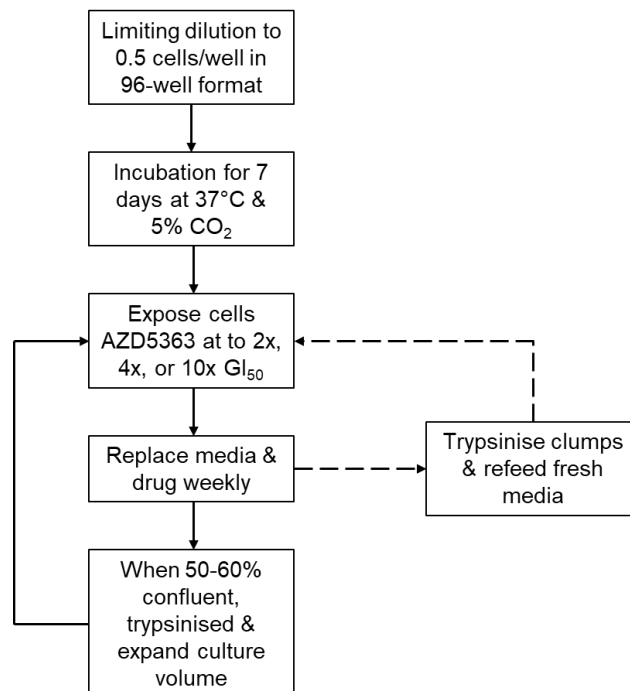 Limiting dilution to
0.5 cells/well in
96-well format
Incubation for 7
days at 37°C &
5% CO₂
Expose cells
AZD5363 at to 2x,
4x, or 10x GI₅₀
Replace media &
drug weekly
Trypsinise clumps
& refeed fresh
media
When 50-60%
confluent,
trypsinised &
expand culture
volume